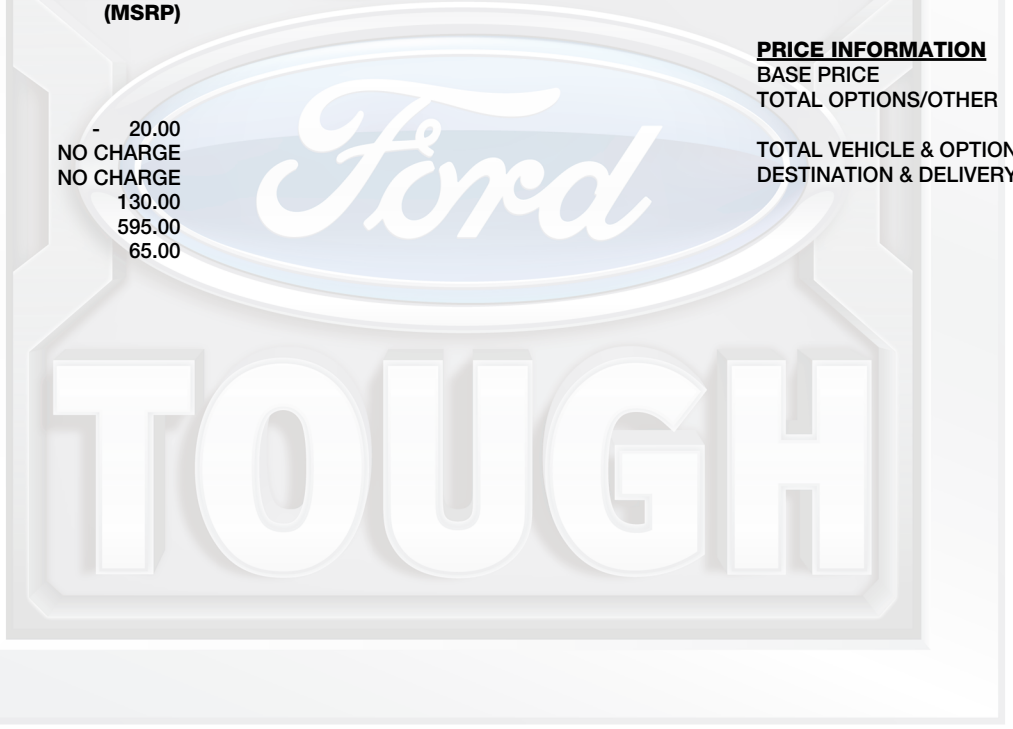 (MSRP)
- 20.00
NO CHARGE
NO CHARGE
130.00
595.00
65.00
PRICE INFORMATION
BASE PRICE
TOTAL OPTIONS/OTHER
TOTAL VEHICLE & OPTION
DESTINATION & DELIVERY
Ford
TOUGH